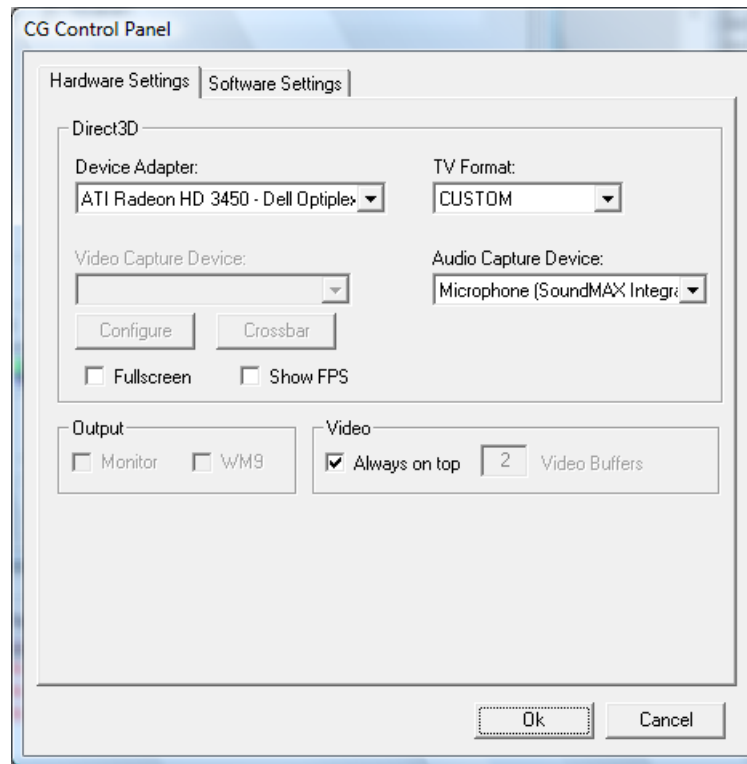 CG Control Panel
Hardware Settings Software Settings
Direct3D
Device Adapter: TV Format:
ATI Radeon HD 3450 - Dell Optiplex CUSTOM
Video Capture Device: Audio Capture Device:
Microphone (SoundMAX Integra
Configure Crossbar
Fullscreen Show FPS
Output Video
Monitor WM9 Always on top 2 Video Buffers
Ok Cancel